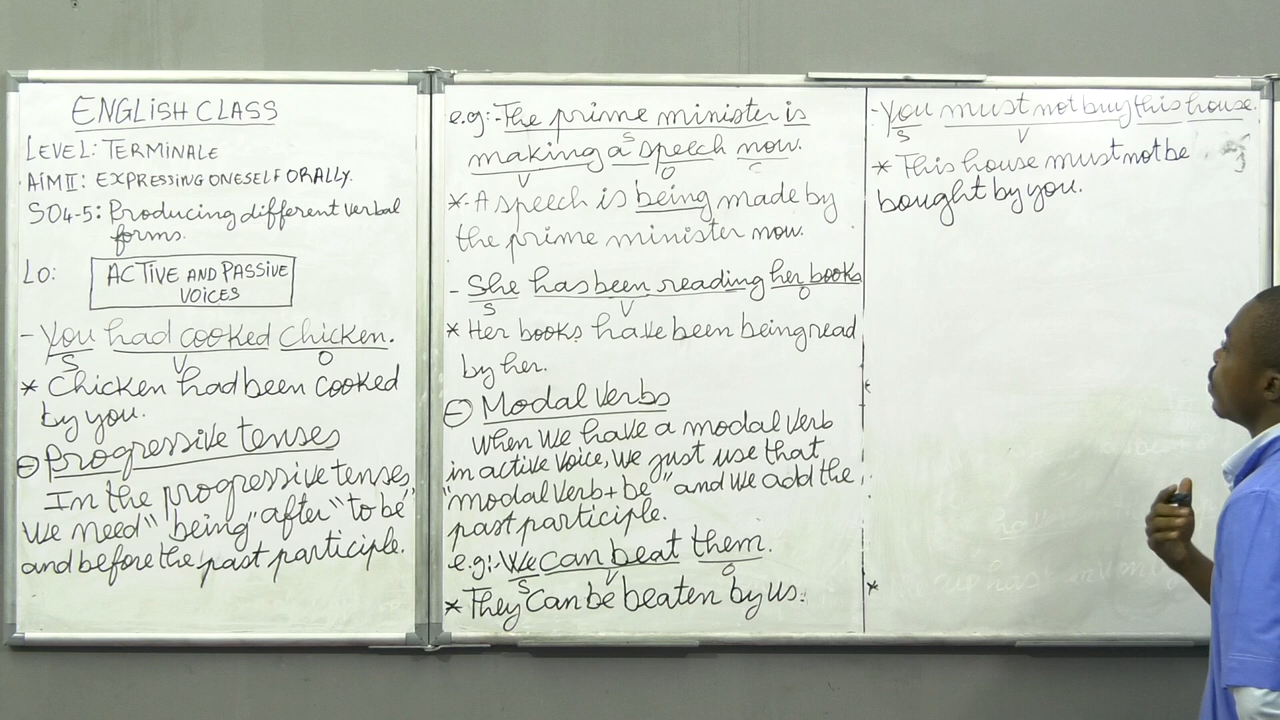 ENGLISH CLASS
LEVEL: TERMINALE
AIM II: EXPRESSING ONESELF ORALLY.
SO4-5: Producing different verbal
forms.
LO: ACTIVE AND PASSIVE
VOICES
- You had cooked Chicken.
S V O
* Chicken had been cooked
by you.
⊖ Progressive tenses
In the progressive tenses,
we need "being" after "to be"
and before the past participle.
e.g:- The prime minister is
S
making a speech now.
V O C
*- A speech is being made by
the prime minister now.
- She has been reading her books
S V O
* Her books have been being read
by her.
⊖ Modal verbs
When we have a modal verb
in active voice, we just use that
"modal verb + be" and we add the
past participle.
e.g:- We can beat them.
S V O
* They can be beaten by us.
- You must not buy this house.
S V
* This house must not be
bought by you.